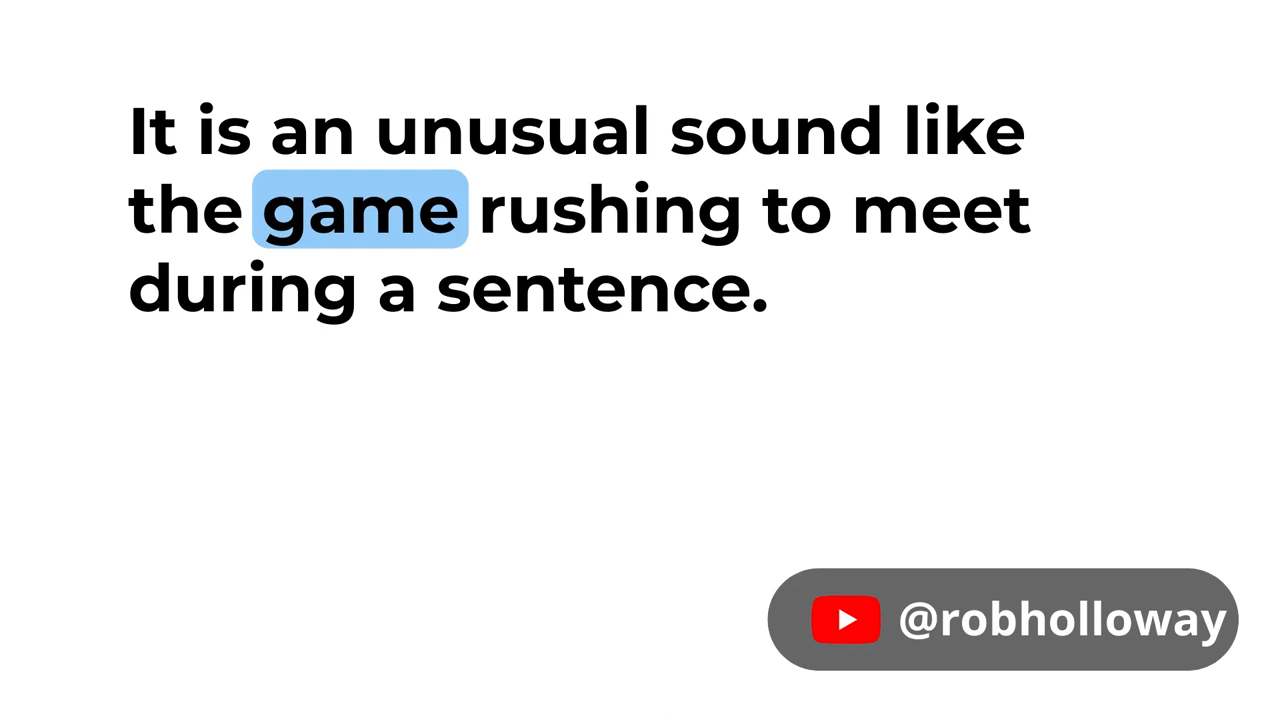 It is an unusual sound like
the game rushing to meet
during a sentence.
@robholloway